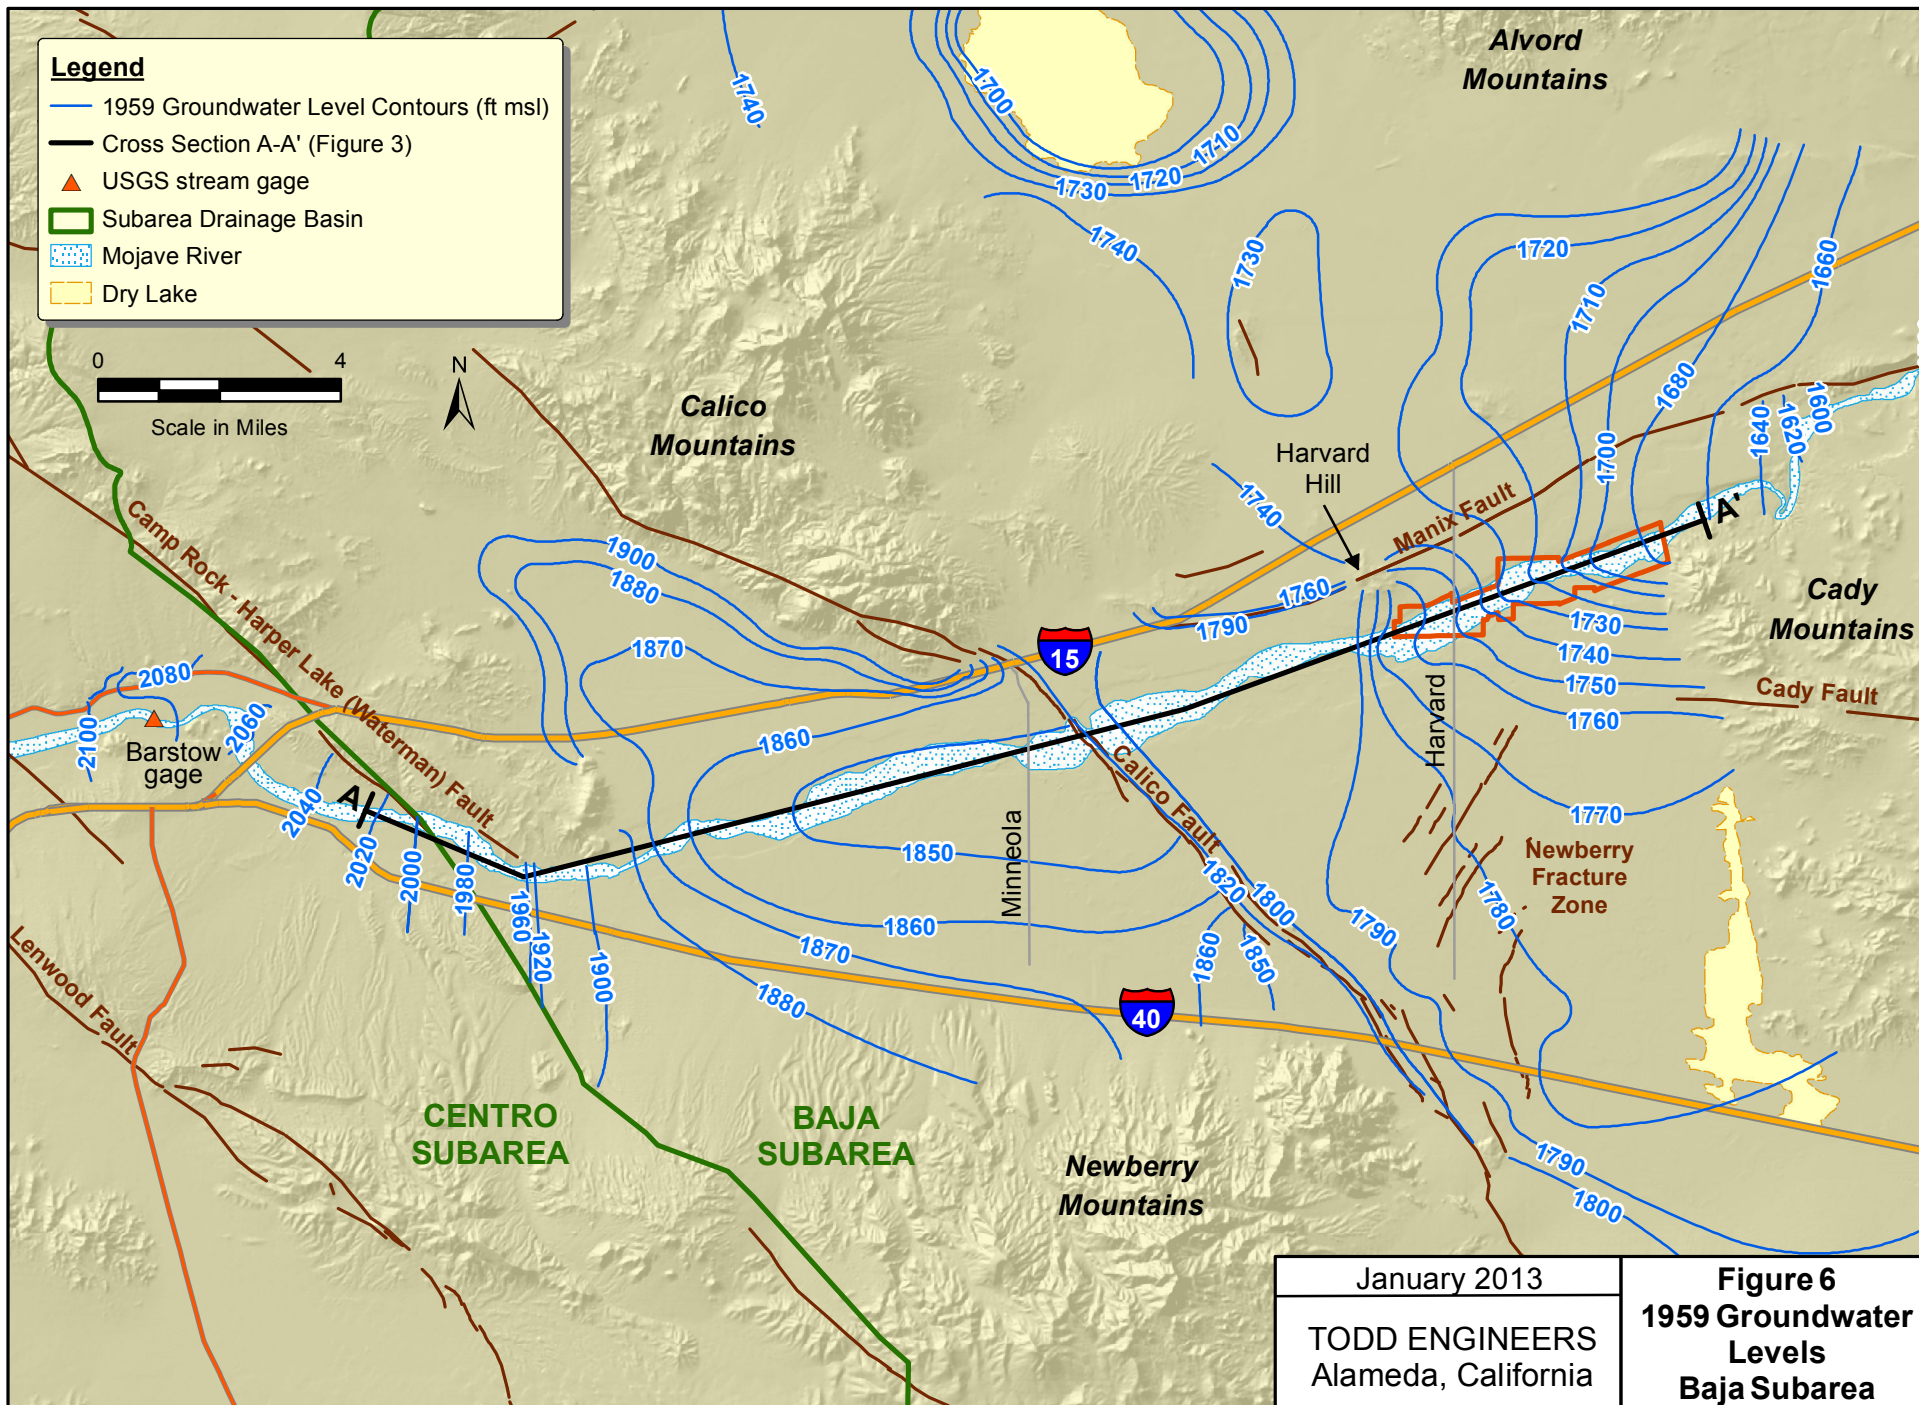 Legend
1959 Groundwater Level Contours (ft msl)
Cross Section A-A' (Figure 3)
USGS stream gage
Subarea Drainage Basin
Mojave River
Dry Lake
0 4
Scale in Miles
N
Alvord
Mountains
1740
1700
1710
1720
1730
1740
1730
1720
1710
1660
1680
1700
1640
1620
1600
Calico
Mountains
Harvard
Hill
1740
Manix Fault
A'
Cady
Mountains
1900
1880
1870
1860
1850
1860
1870
1880
1760
1790
15
1730
1740
1750
1760
Cady Fault
1770
Camp Rock - Harper Lake (Waterman) Fault
2080
2100
2060
Barstow
gage
2040
A
2020
2000
1980
1960
1920
1900
Minneola
Calico Fault
Harvard
Newberry
Fracture
Zone
1820
1800
1860
1850
1790
1780
40
Lenwood Fault
CENTRO
SUBAREA
BAJA
SUBAREA
Newberry
Mountains
1790
1800
January 2013
TODD ENGINEERS
Alameda, California
Figure 6
1959 Groundwater
Levels
Baja Subarea